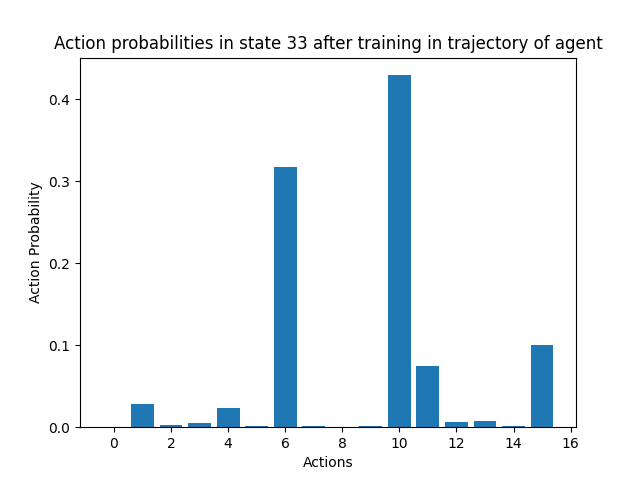 Action probabilities in state 33 after training in trajectory of agent
0.4
0.3
0.2
0.1
0.0
Action Probability
0 2 4 6 8 10 12 14 16
Actions